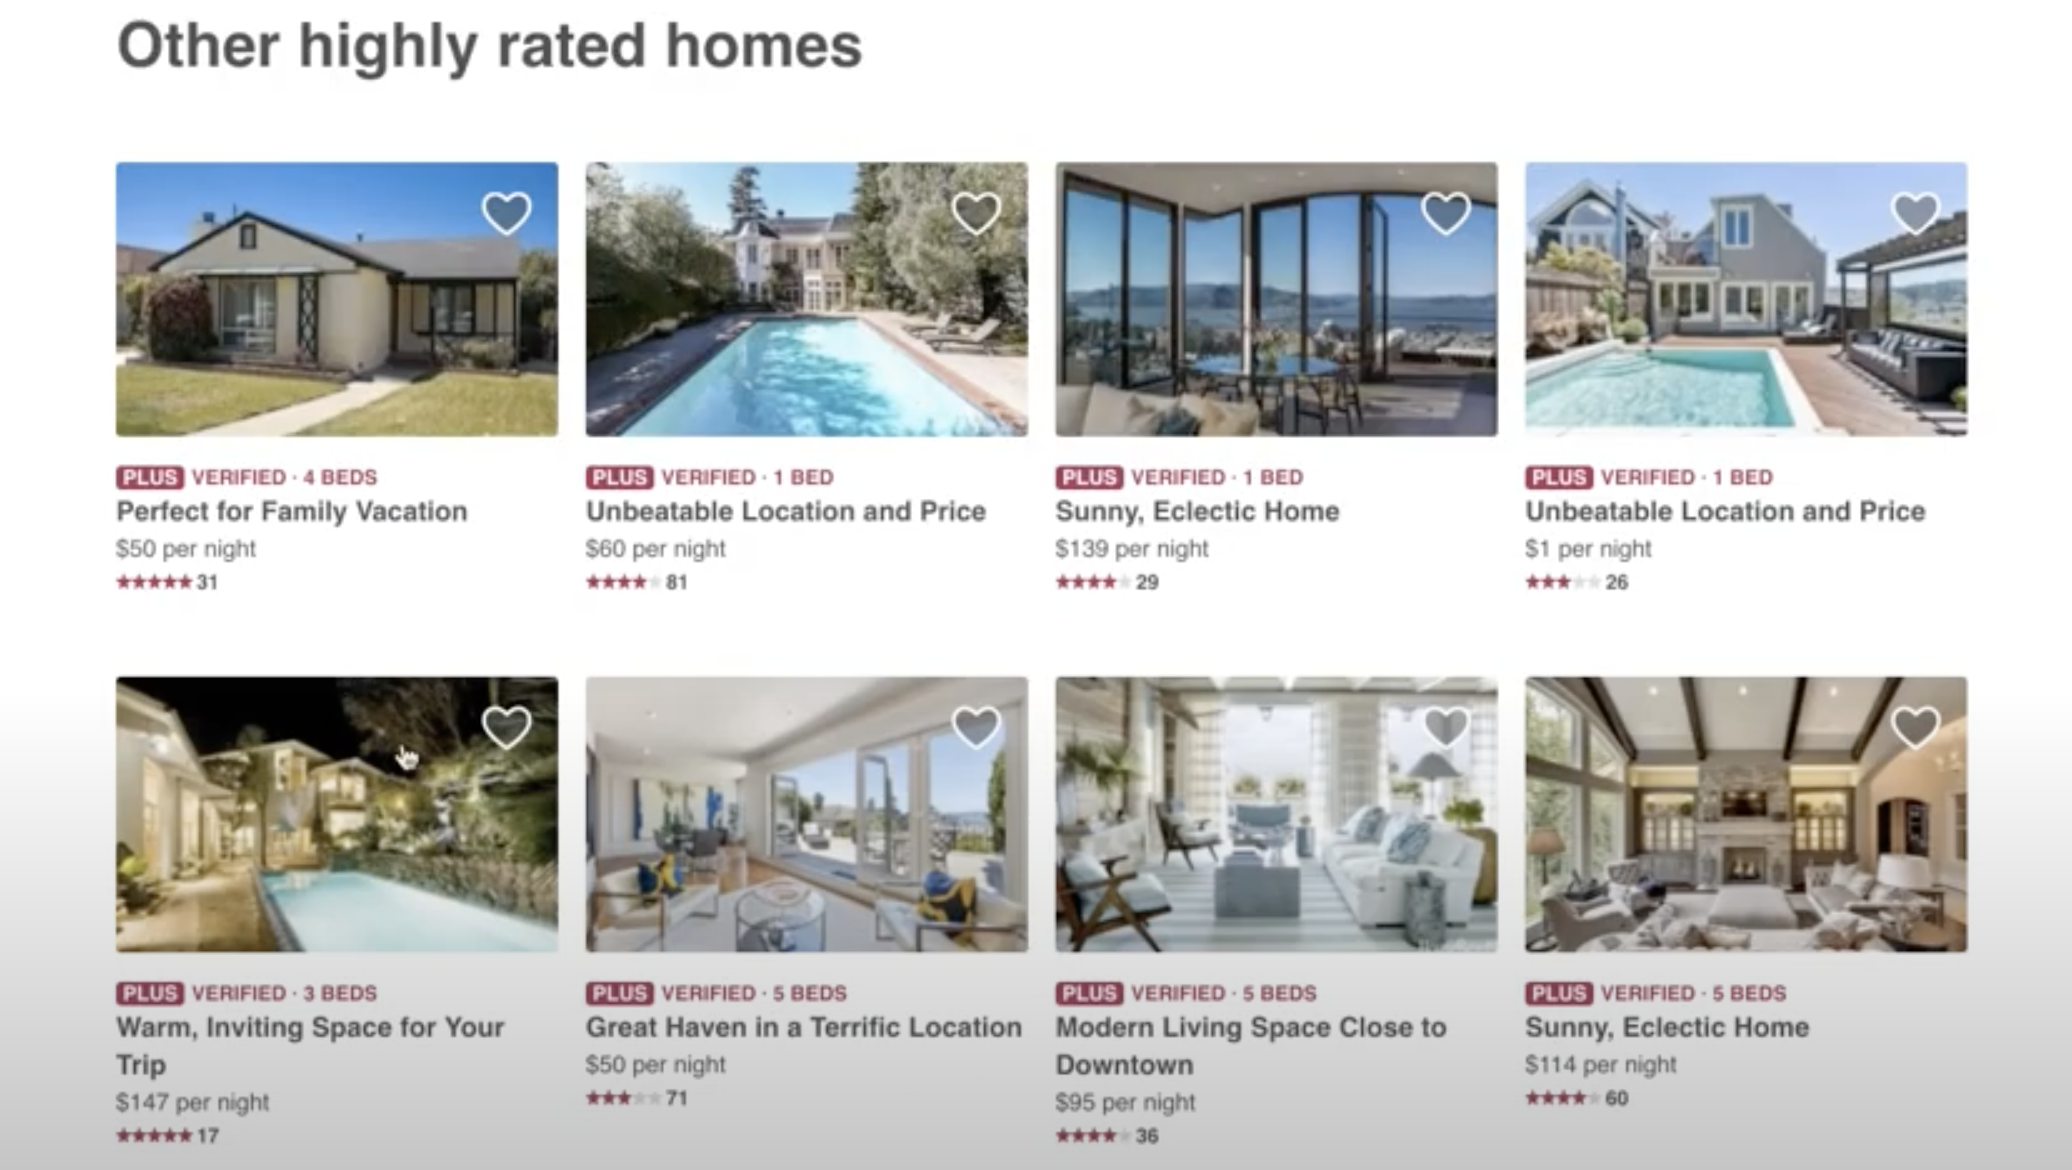 Other highly rated homes
PLUS VERIFIED · 4 BEDS
Perfect for Family Vacation
$50 per night
31
PLUS VERIFIED · 1 BED
Unbeatable Location and Price
$60 per night
81
PLUS VERIFIED · 1 BED
Sunny, Eclectic Home
$139 per night
29
PLUS VERIFIED · 1 BED
Unbeatable Location and Price
$1 per night
26
PLUS VERIFIED · 3 BEDS
Warm, Inviting Space for Your
Trip
$147 per night
17
PLUS VERIFIED · 5 BEDS
Great Haven in a Terrific Location
$50 per night
71
PLUS VERIFIED · 5 BEDS
Modern Living Space Close to
Downtown
$95 per night
36
PLUS VERIFIED · 5 BEDS
Sunny, Eclectic Home
$114 per night
60